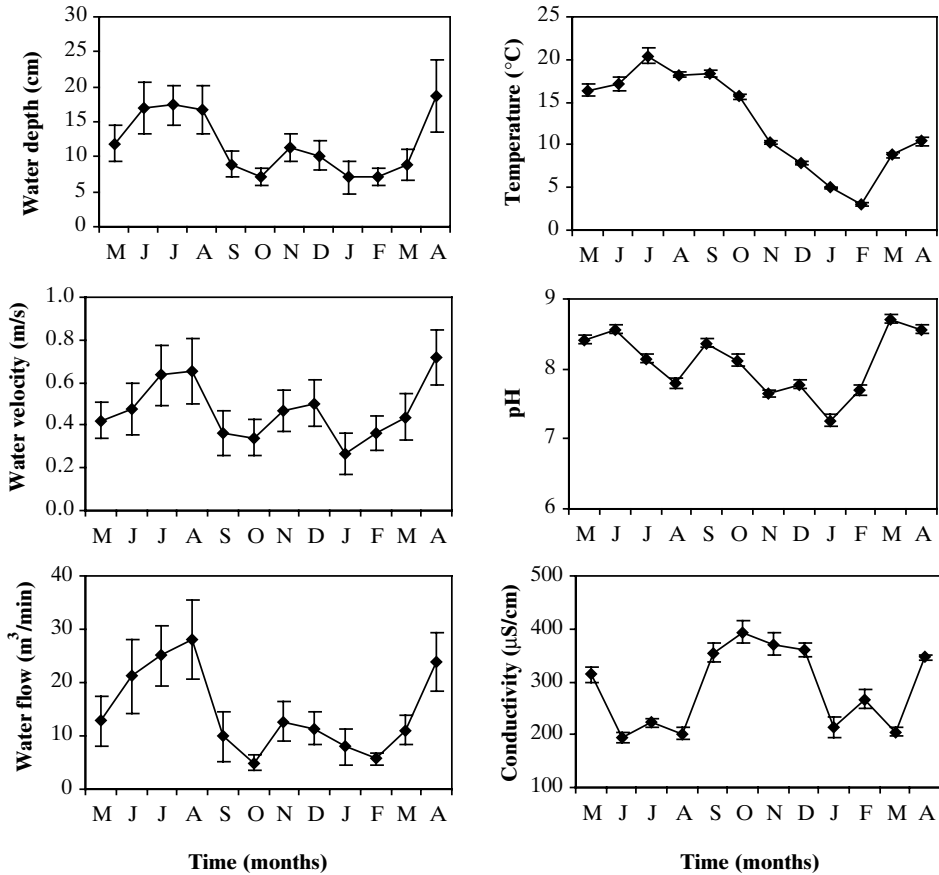 Water depth (cm)
30
25
20
15
10
5
0
M J J A S O N D J F M A
Temperature (°C)
25
20
15
10
5
0
M J J A S O N D J F M A
Water velocity (m/s)
1.0
0.8
0.6
0.4
0.2
0.0
M J J A S O N D J F M A
pH
9
8
7
6
M J J A S O N D J F M A
Water flow (m³/min)
40
30
20
10
0
M J J A S O N D J F M A
Time (months)
Conductivity (µS/cm)
500
400
300
200
100
M J J A S O N D J F M A
Time (months)